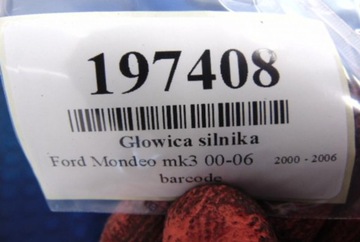 197408
Głowica silnika
Ford Mondeo mk3 00-06 2000 - 2006
barcode